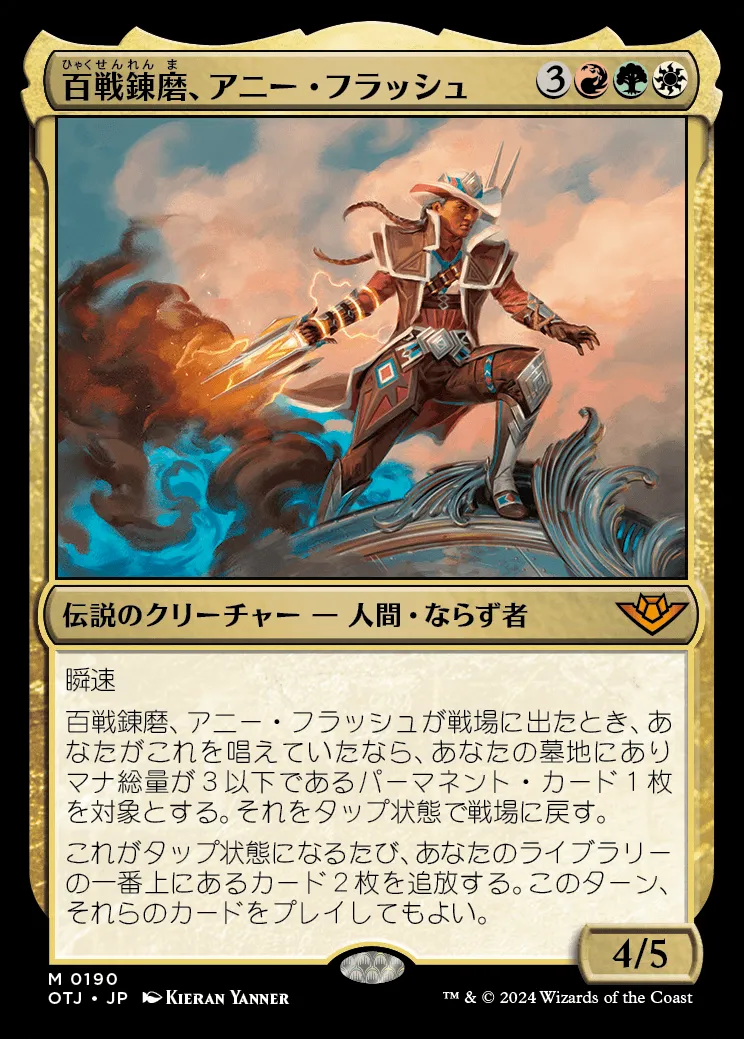 ひゃくせんれん ま
百戦錬磨、アニー・フラッシュ 3
伝説のクリーチャー — 人間・ならず者
瞬速
百戦錬磨、アニー・フラッシュが戦場に出たとき、あ
なたがこれを唱えていたなら、あなたの墓地にあり
マナ総量が3以下であるパーマネント・カード1枚
を対象とする。それをタップ状態で戦場に戻す。
これがタップ状態になるたび、あなたのライブラリー
の一番上にあるカード2枚を追放する。このターン、
それらのカードをプレイしてもよい。
4/5
M 0190
OTJ • JP KIERAN YANNER
™ & © 2024 Wizards of the Coast